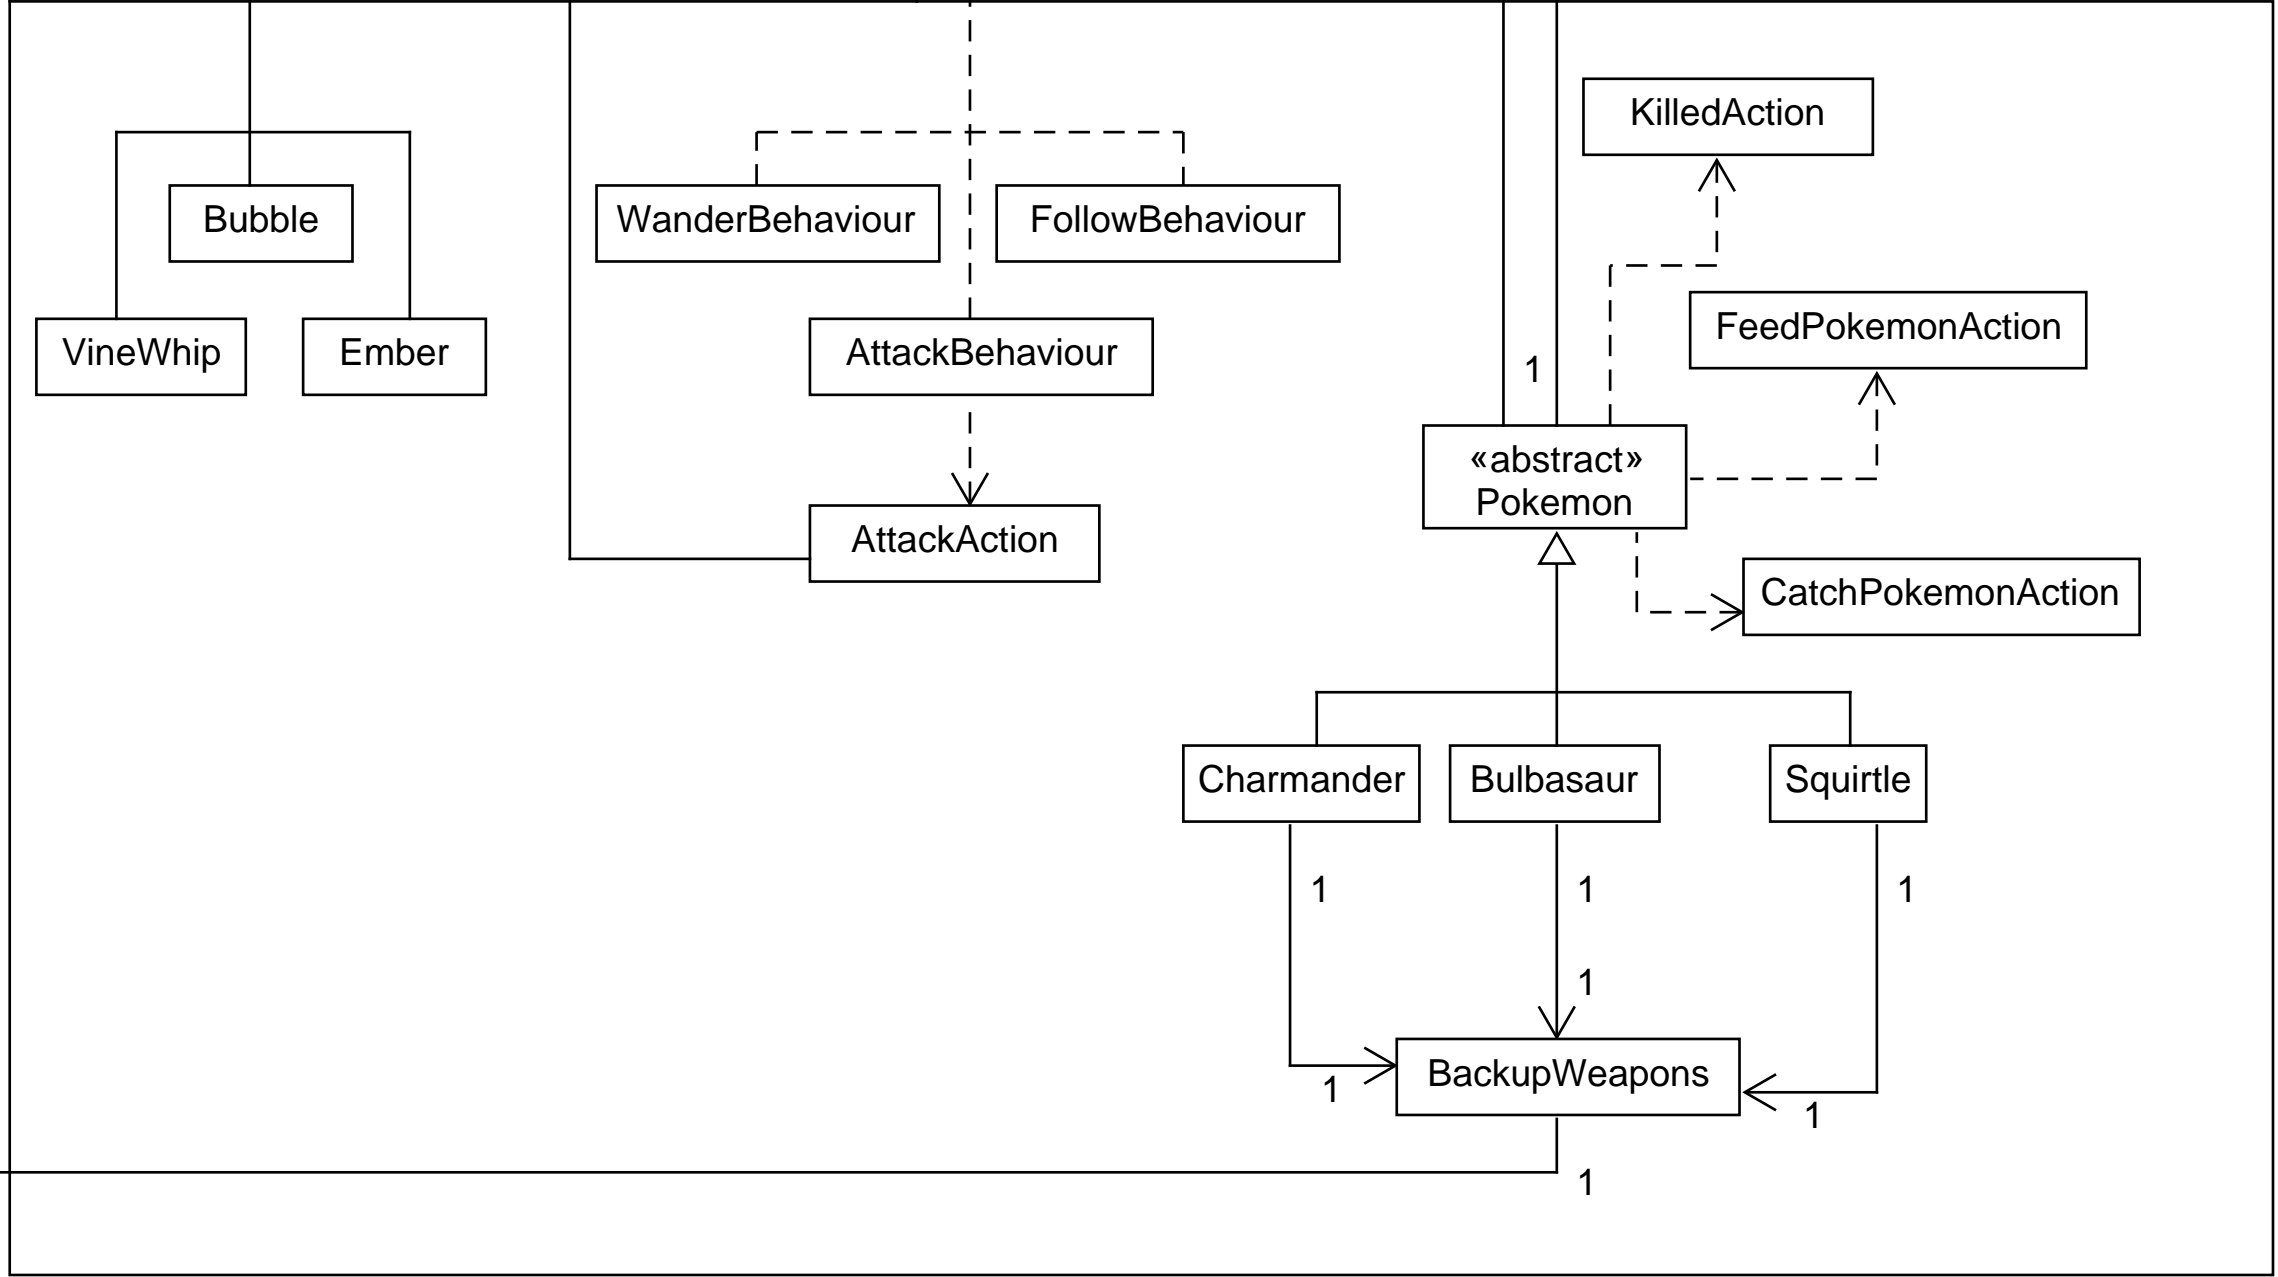 KilledAction
Bubble
WanderBehaviour
FollowBehaviour
FeedPokemonAction
VineWhip
Ember
AttackBehaviour
1
«abstract»
Pokemon
AttackAction
CatchPokemonAction
Charmander
Bulbasaur
Squirtle
1
1
1
1
BackupWeapons
1
1
1